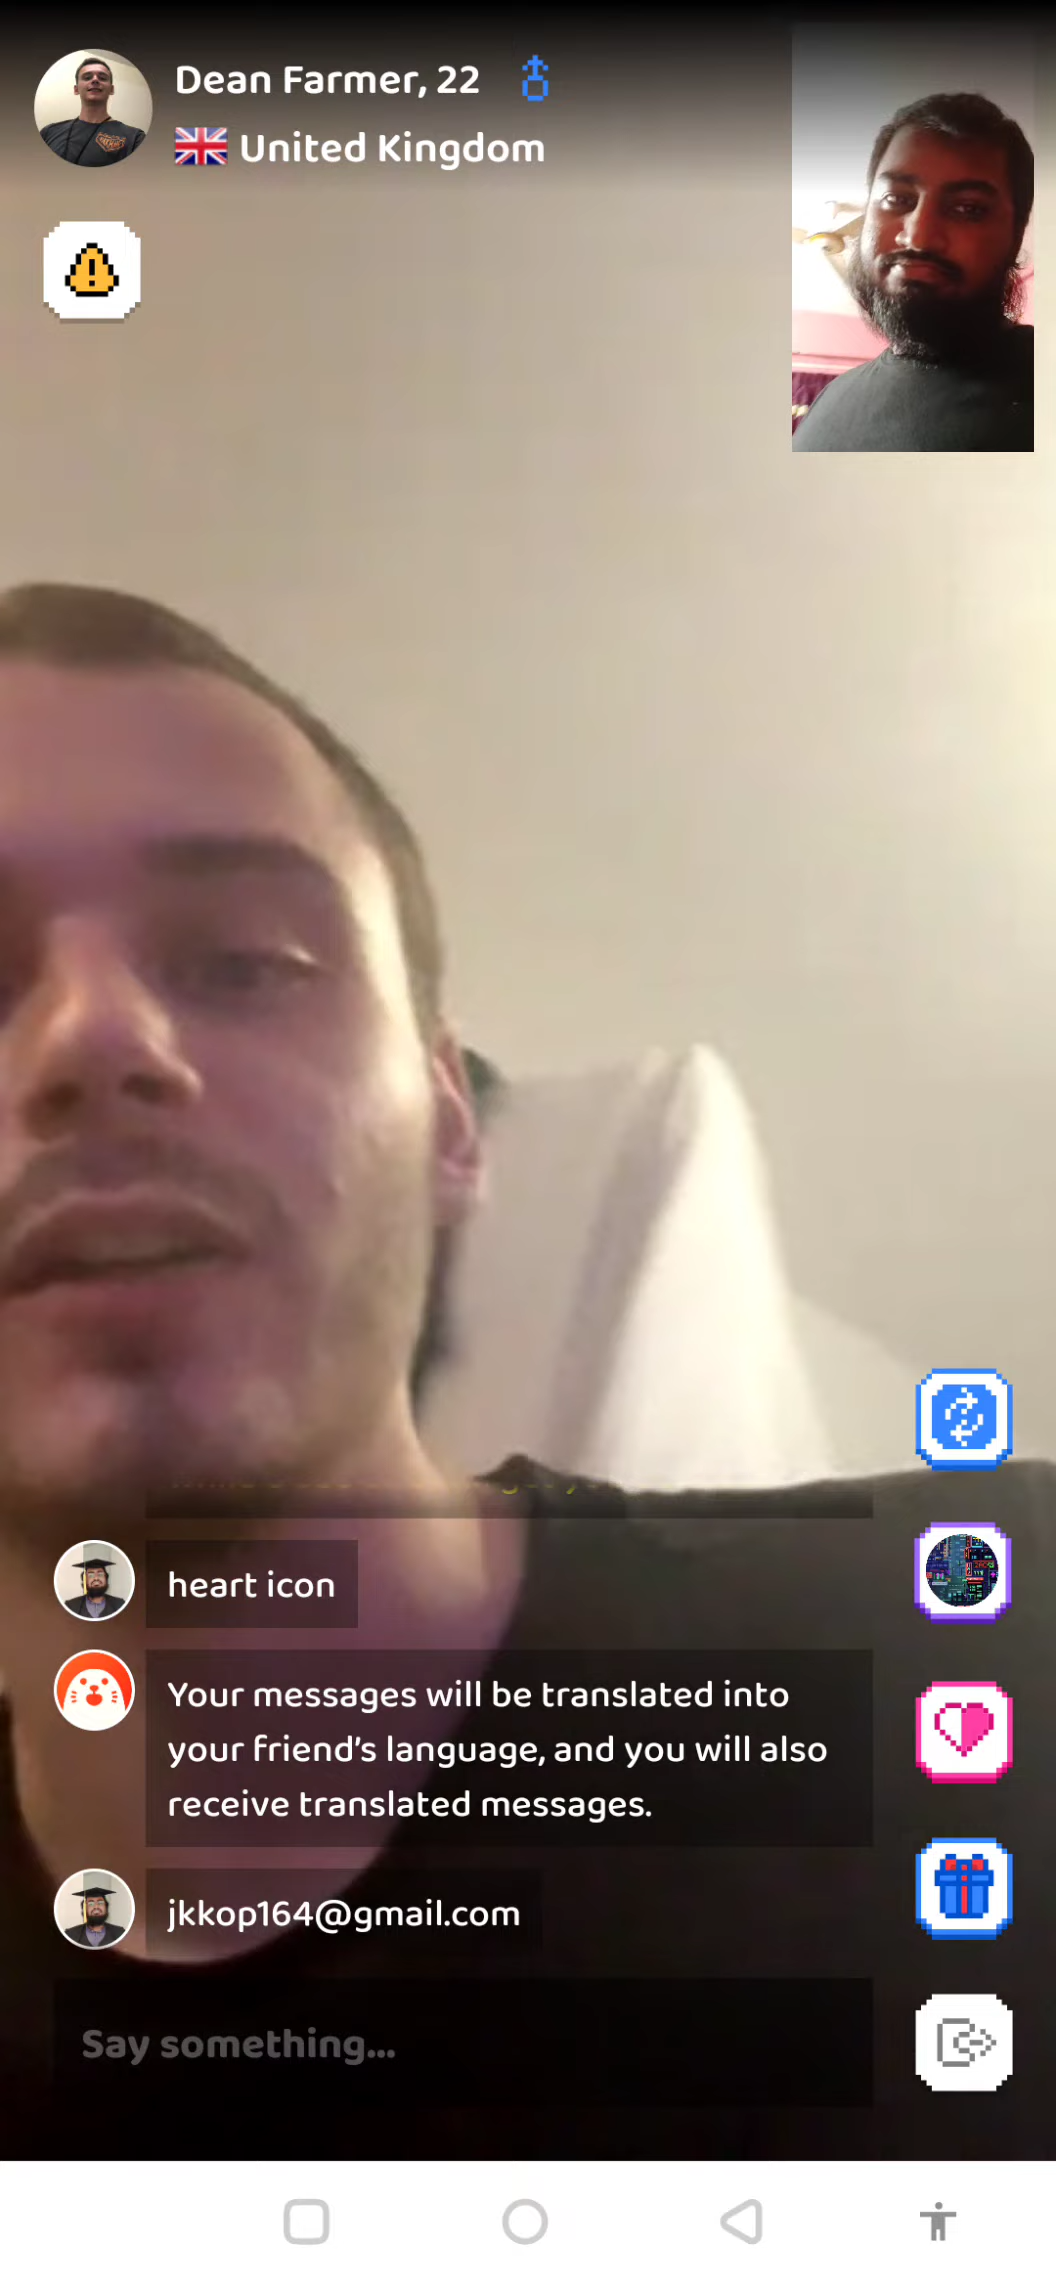 Dean Farmer, 22
United Kingdom
heart icon
Your messages will be translated into
your friend's language, and you will also
receive translated messages.
jkkop164@gmail.com
Say something...